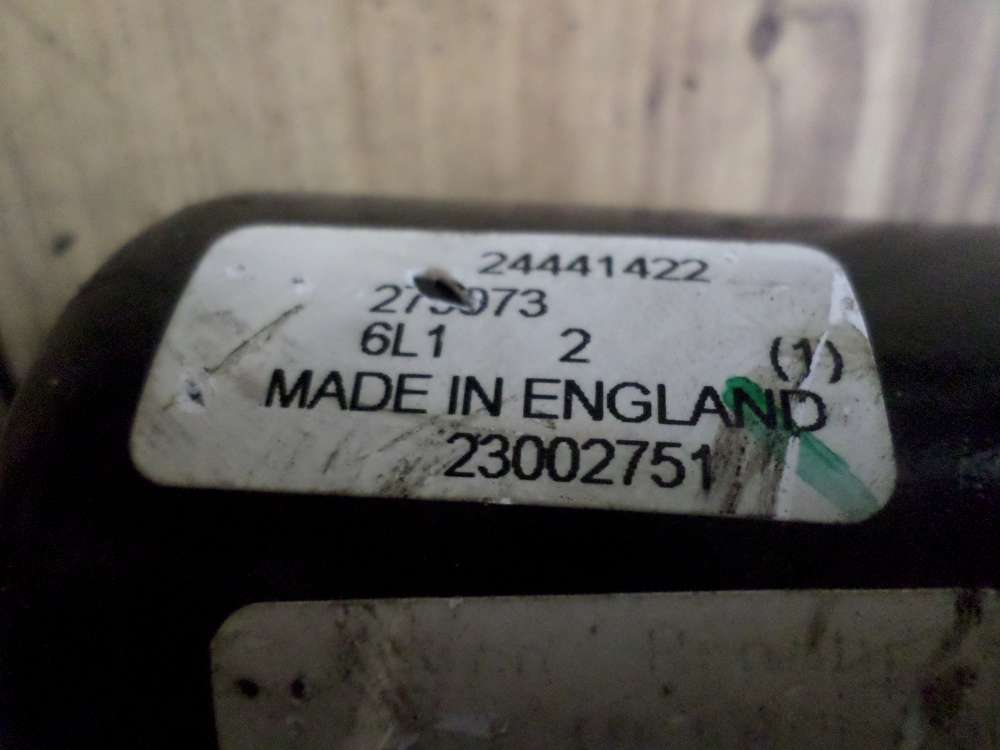 24441422
6L1 2 (1)
MADE IN ENGLAND
23002751